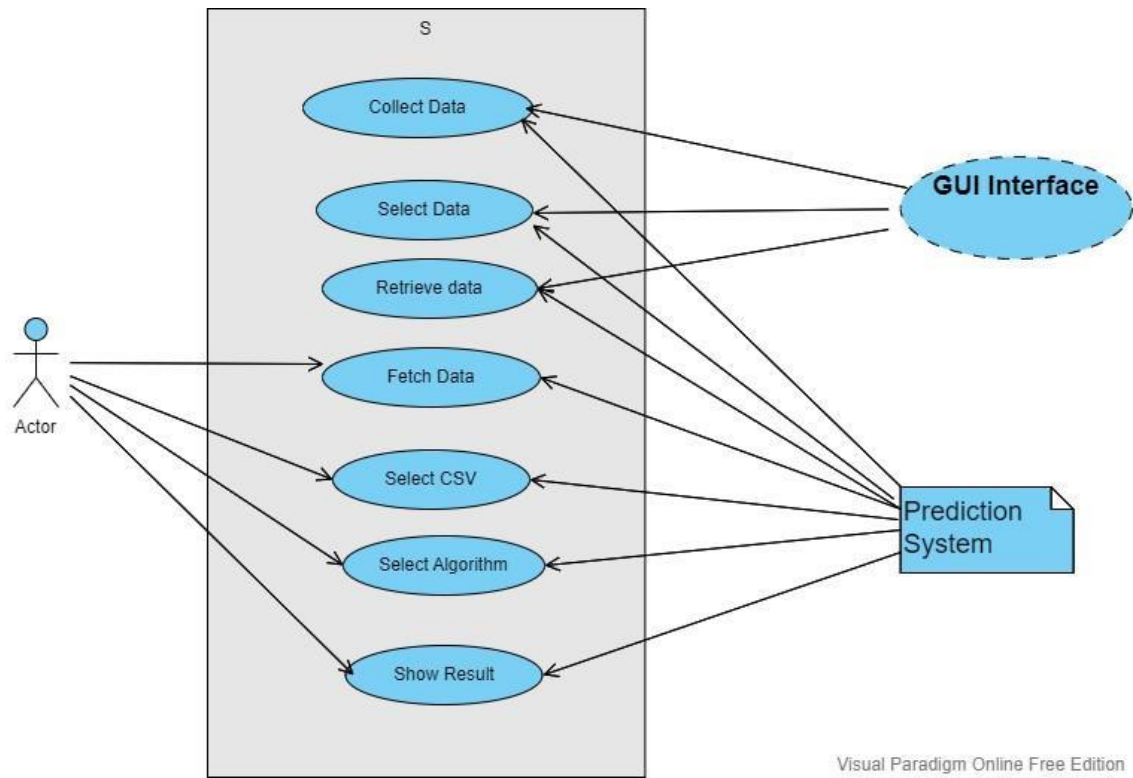 S
Collect Data
GUI Interface
Select Data
Retrieve data
Fetch Data
Actor
Select CSV
Prediction
System
Select Algorithm
Show Result
Visual Paradigm Online Free Edition